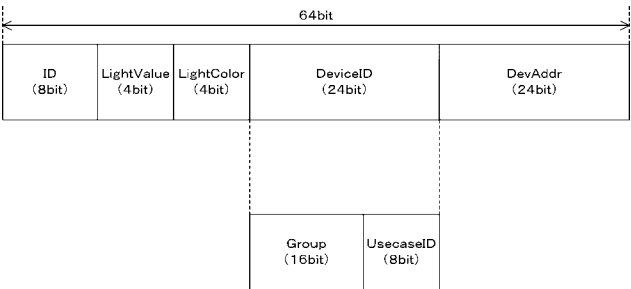 64bit
ID LightValue LightColor DeviceID DevAddr
(8bit) (4bit) (4bit) (24bit) (24bit)
Group UsecaseID
(16bit) (8bit)